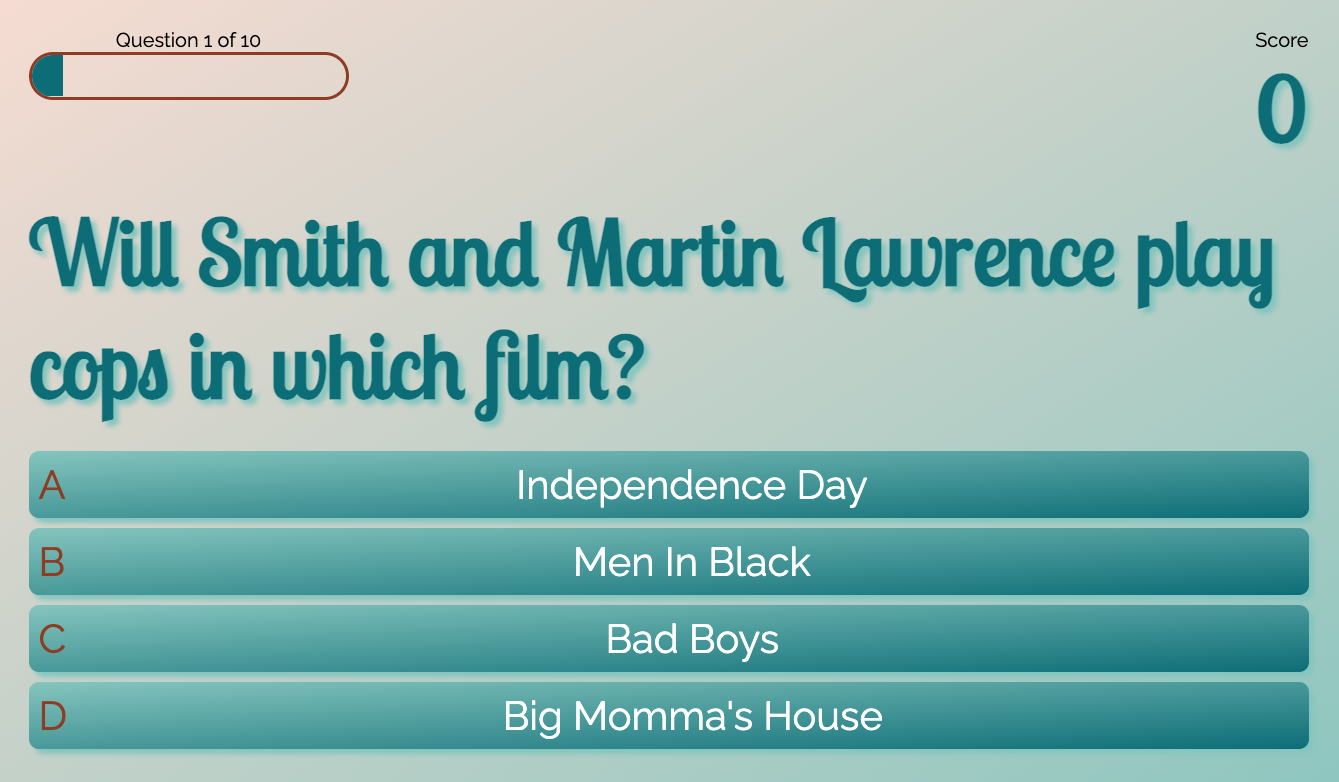 Question 1 of 10
Score
0
Will Smith and Martin Lawrence play
cops in which film?
A Independence Day
B Men In Black
C Bad Boys
D Big Momma's House